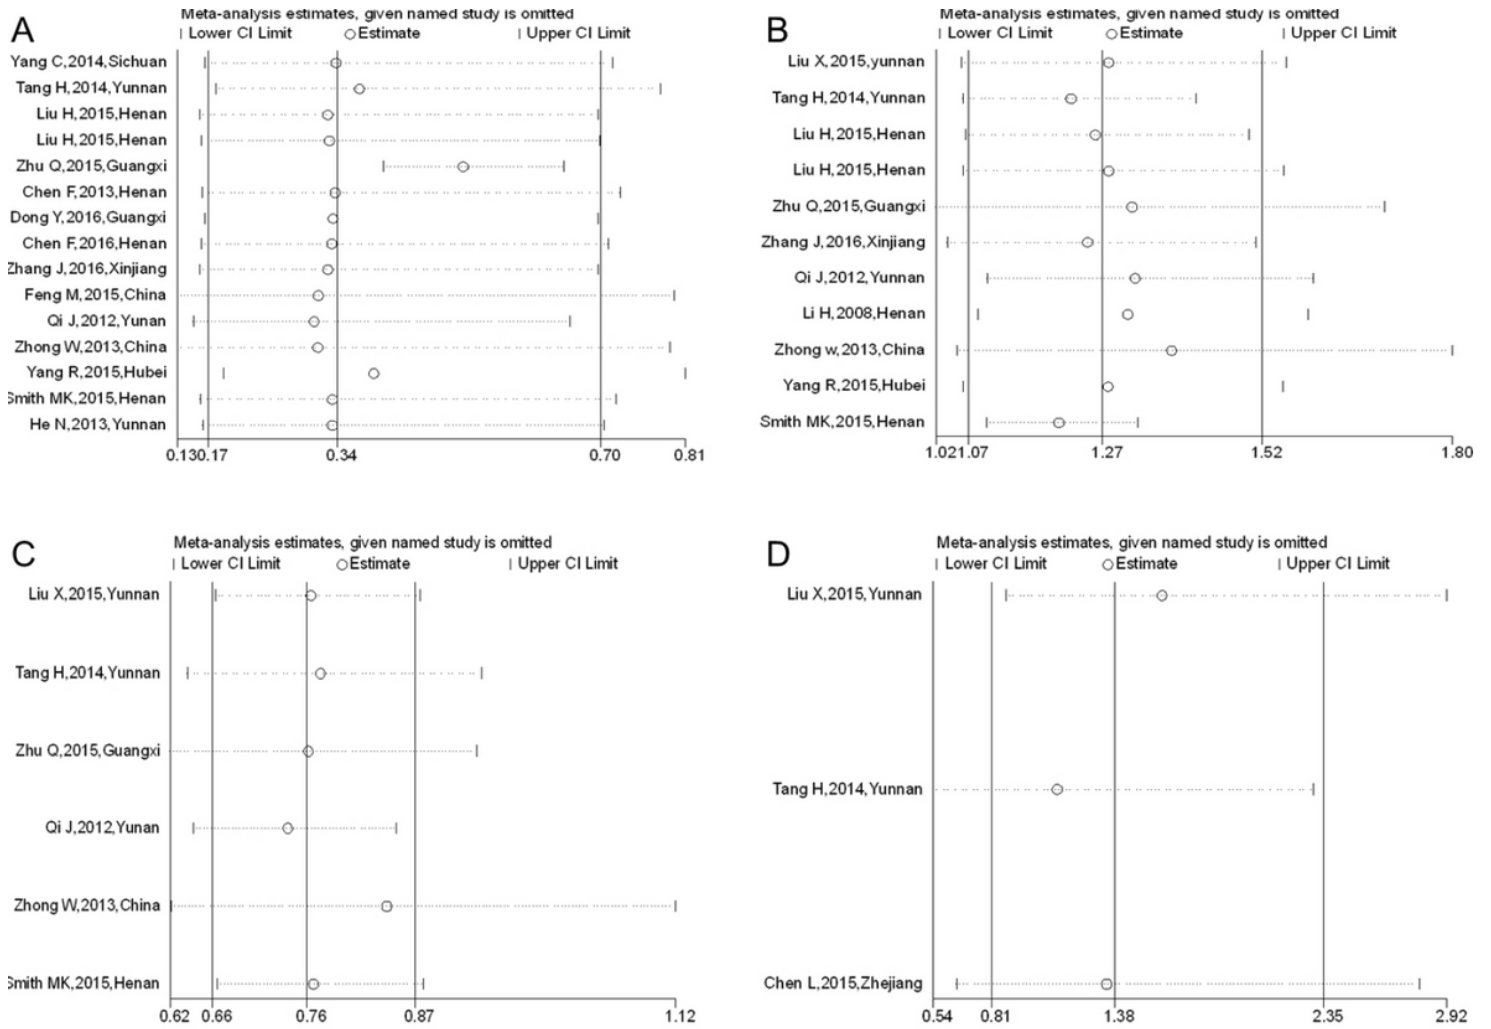 A
Meta-analysis estimates, given named study is omitted
Lower CI Limit Estimate Upper CI Limit
Yang C,2014,Sichuan
Tang H,2014,Yunnan
Liu H,2015,Henan
Liu H,2015,Henan
Zhu Q,2015,Guangxi
Chen F,2013,Henan
Dong Y,2016,Guangxi
Chen F,2016,Henan
Zhang J,2016,Xinjiang
Feng M,2015,China
Qi J,2012,Yunan
Zhong W,2013,China
Yang R,2015,Hubei
Smith MK,2015,Henan
He N,2013,Yunnan
0.13 0.17 0.34 0.70 0.81
B
Meta-analysis estimates, given named study is omitted
Lower CI Limit Estimate Upper CI Limit
Liu X,2015,yunnan
Tang H,2014,Yunnan
Liu H,2015,Henan
Liu H,2015,Henan
Zhu Q,2015,Guangxi
Zhang J,2016,Xinjiang
Qi J,2012,Yunnan
Li H,2008,Henan
Zhong w,2013,China
Yang R,2015,Hubei
Smith MK,2015,Henan
1.02 1.07 1.27 1.52 1.80
C
Meta-analysis estimates, given named study is omitted
Lower CI Limit Estimate Upper CI Limit
Liu X,2015,Yunnan
Tang H,2014,Yunnan
Zhu Q,2015,Guangxi
Qi J,2012,Yunan
Zhong W,2013,China
Smith MK,2015,Henan
0.62 0.66 0.76 0.87 1.12
D
Meta-analysis estimates, given named study is omitted
Lower CI Limit Estimate Upper CI Limit
Liu X,2015,Yunnan
Tang H,2014,Yunnan
Chen L,2015,Zhejiang
0.54 0.81 1.38 2.35 2.92